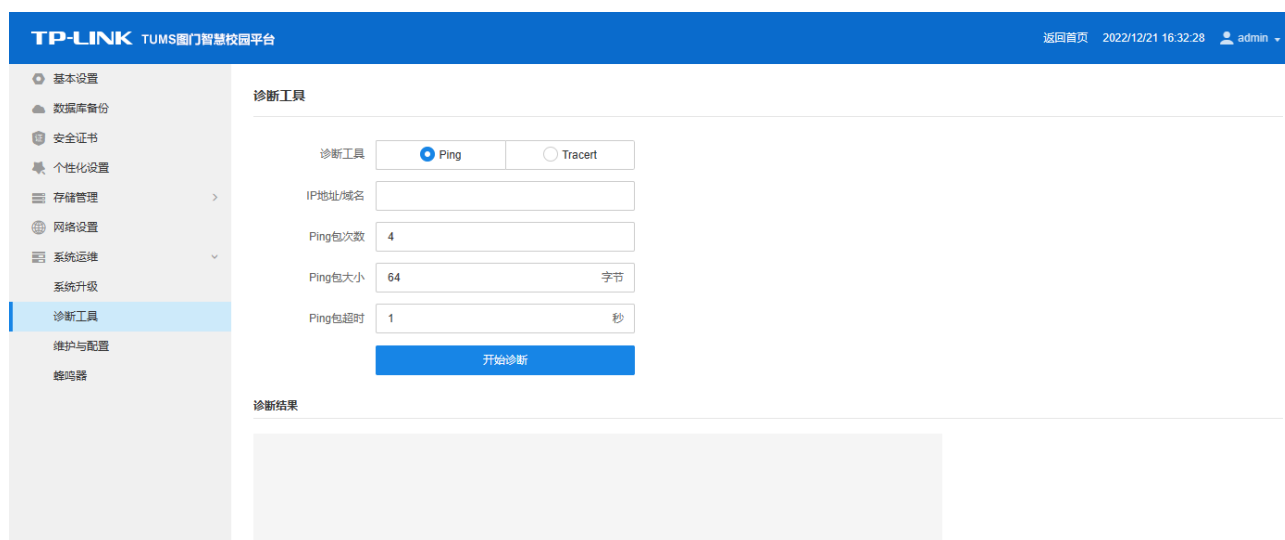 TP-LINK TUMS图门智慧校园平台 返回首页 2022/12/21 16:32:28 admin
基本设置
数据库备份
安全证书
个性化设置
存储管理
网络设置
系统运维
系统升级
诊断工具
维护与配置
蜂鸣器
诊断工具
诊断工具 Ping Tracert
IP地址/域名
Ping包次数 4
Ping包大小 64 字节
Ping包超时 1 秒
开始诊断
诊断结果